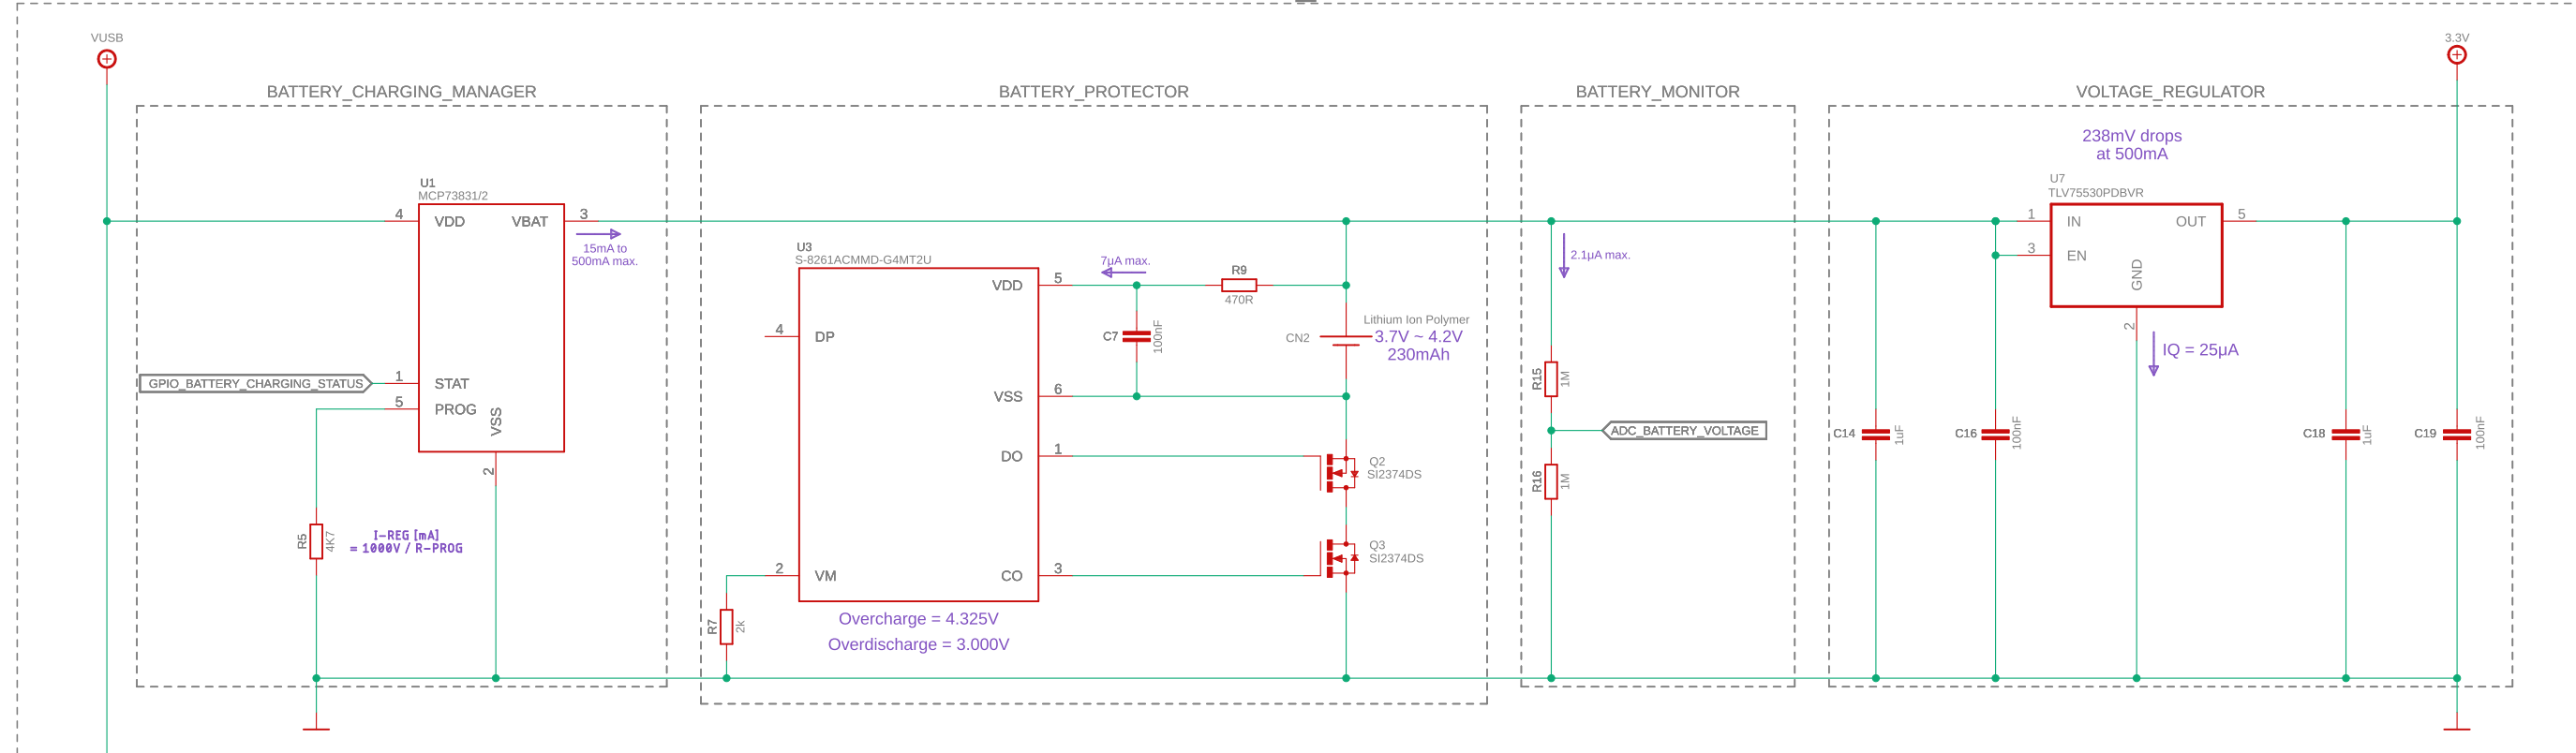 VUSB
3.3V
BATTERY_CHARGING_MANAGER
BATTERY_PROTECTOR
BATTERY_MONITOR
VOLTAGE_REGULATOR
238mV drops
at 500mA
U1
MCP73831/2
4
VDD
VBAT
3
15mA to
500mA max.
GPIO_BATTERY_CHARGING_STATUS
1
STAT
5
PROG
VSS
2
R5
4K7
I-REG [mA]
= 1000V / R-PROG
U3
S-8261ACMMD-G4MT2U
VDD
5
7µA max.
R9
470R
4
DP
C7
100nF
CN2
Lithium Ion Polymer
3.7V ~ 4.2V
230mAh
VSS
6
DO
1
Q2
SI2374DS
Q3
SI2374DS
2
VM
CO
3
R7
2k
Overcharge = 4.325V
Overdischarge = 3.000V
2.1µA max.
R15
1M
ADC_BATTERY_VOLTAGE
R16
1M
U7
TLV75530PDBVR
1
IN
OUT
5
3
EN
GND
2
IQ = 25µA
C14
1uF
C16
100nF
C18
1uF
C19
100nF